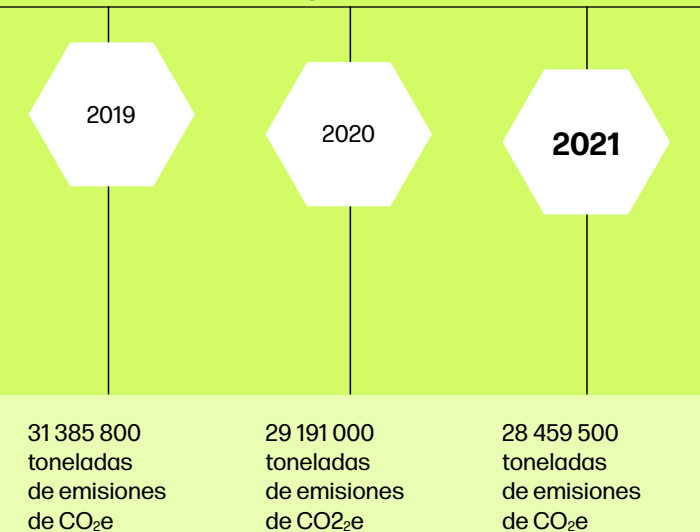 2019
2020
2021
31 385 800
toneladas
de emisiones
de CO₂e
29 191 000
toneladas
de emisiones
de CO2₂e
28 459 500
toneladas
de emisiones
de CO₂e